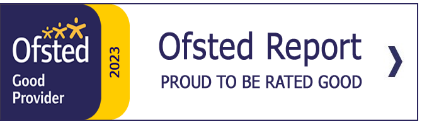 Ofsted
Good
Provider
2023
Ofsted Report
PROUD TO BE RATED GOOD